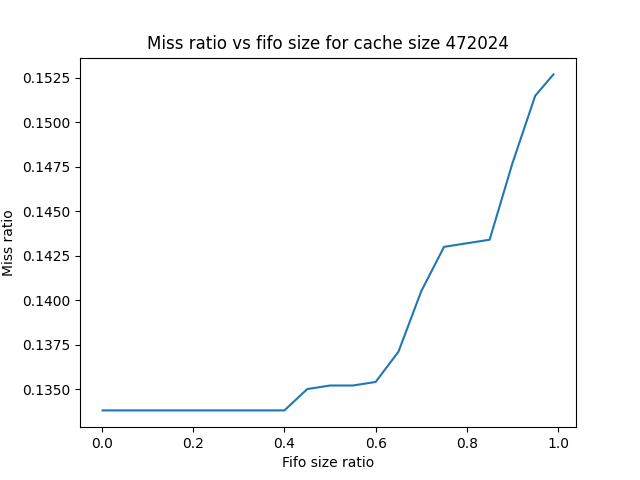 Miss ratio vs fifo size for cache size 472024
0.1525
0.1500
0.1475
0.1450
0.1425
0.1400
0.1375
0.1350
Miss ratio
0.0 0.2 0.4 0.6 0.8 1.0
Fifo size ratio